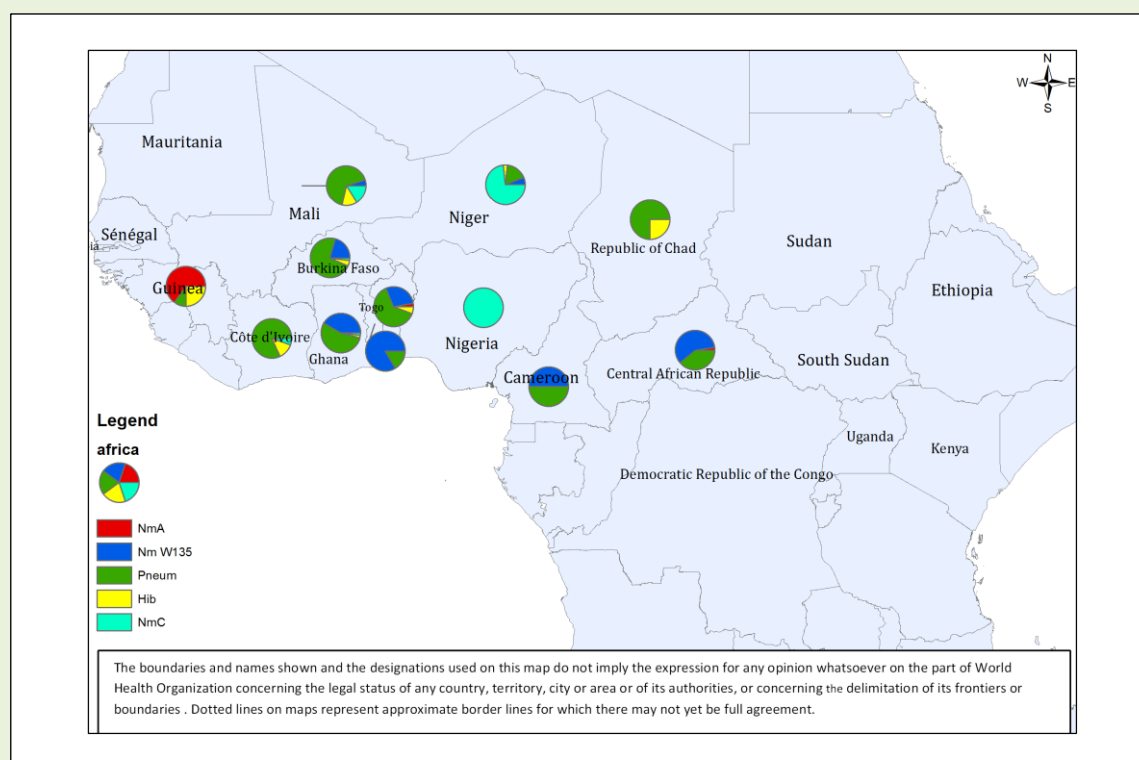 N
W E
S
Mauritania
Mali
Niger
Republic of Chad
Sénégal
ia
Sudan
Burkina Faso
Guinea
Ethiopia
Togo
Côte d'Ivoire
Ghana
Nigeria
Cameroon
Central African Republic
South Sudan
Uganda
Kenya
Democratic Republic of the Congo
Legend
africa
NmA
Nm W135
Pneum
Hib
NmC
The boundaries and names shown and the designations used on this map do not imply the expression for any opinion whatsoever on the part of World
Health Organization concerning the legal status of any country, territory, city or area or of its authorities, or concerning the delimitation of its frontiers or
boundaries . Dotted lines on maps represent approximate border lines for which there may not yet be full agreement.